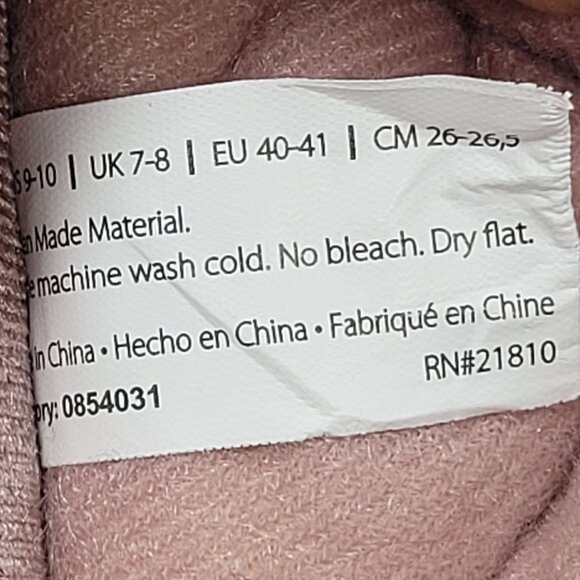 9-10 | UK 7-8 | EU 40-41 | CM 26-26,5
Made Material.
machine wash cold. No bleach. Dry flat.
in China • Hecho en China • Fabriqué en Chine
RN#21810
ory: 0854031